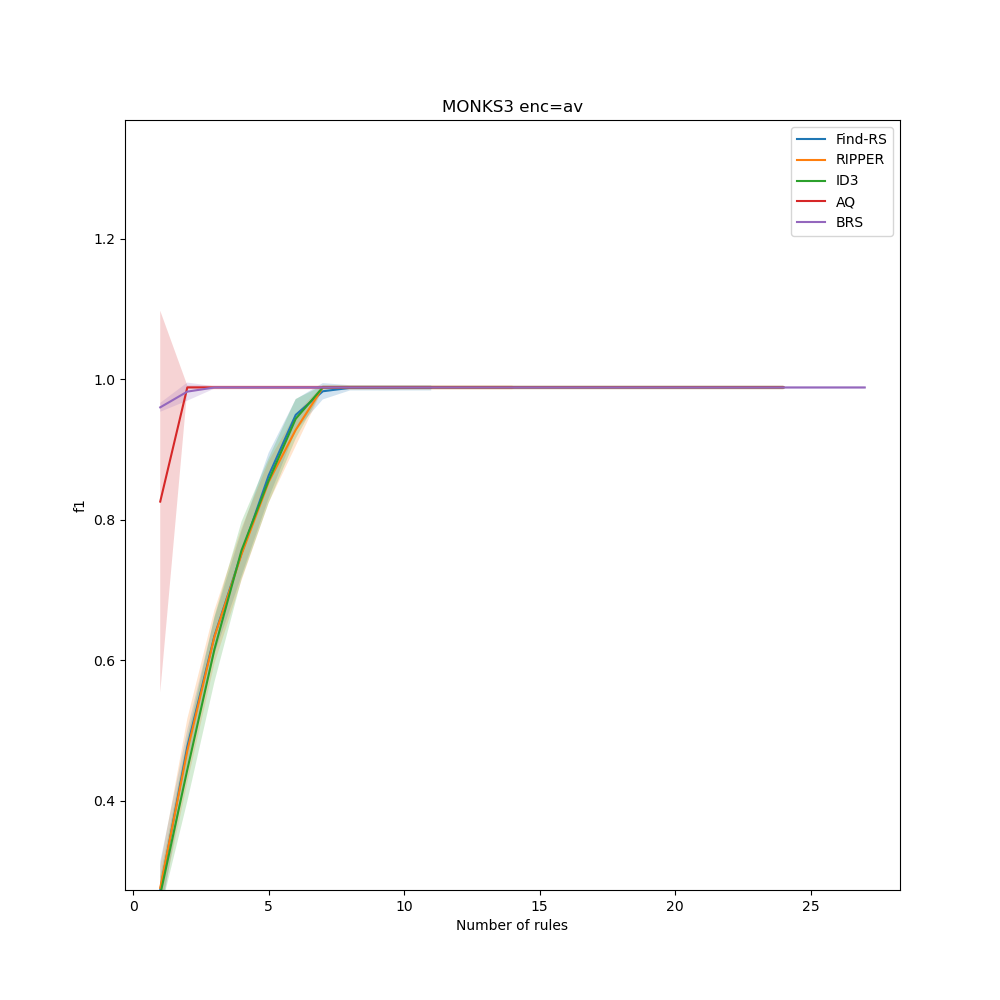 MONKS3 enc=av
Find-RS
RIPPER
ID3
AQ
BRS
1.2
1.0
0.8
0.6
0.4
f1
0 5 10 15 20 25
Number of rules